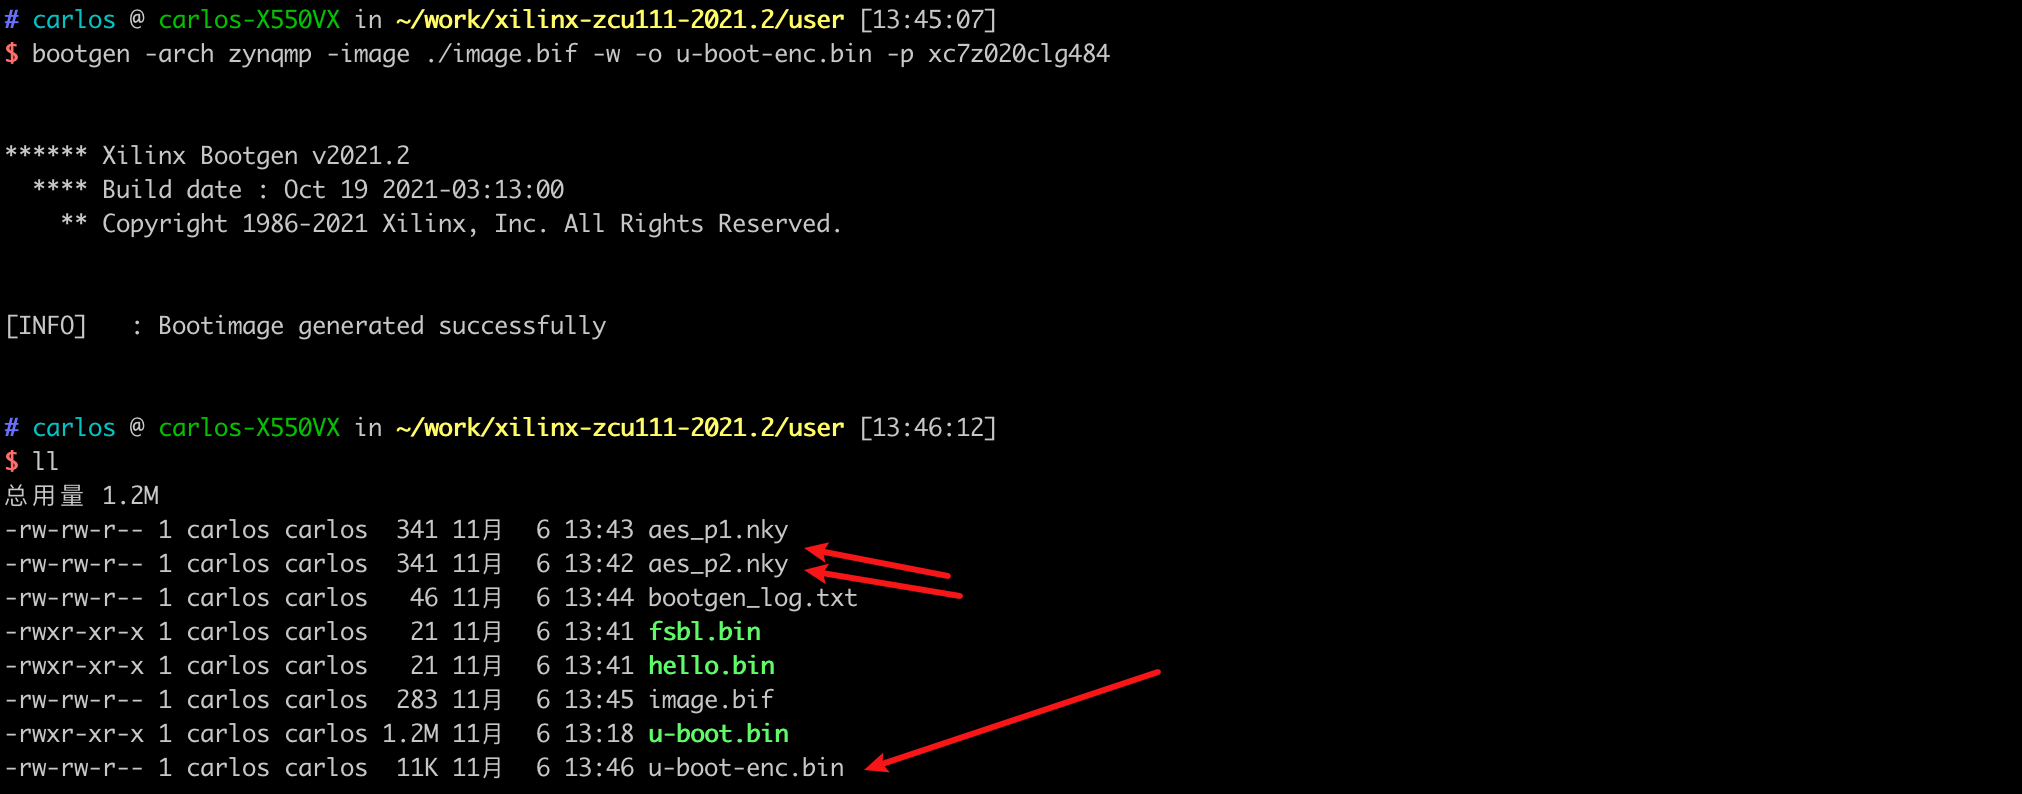 # carlos @ carlos-X550VX in ~/work/xilinx-zcu111-2021.2/user [13:45:07]
$ bootgen -arch zynqmp -image ./image.bif -w -o u-boot-enc.bin -p xc7z020clg484
****** Xilinx Bootgen v2021.2
**** Build date : Oct 19 2021-03:13:00
** Copyright 1986-2021 Xilinx, Inc. All Rights Reserved.
[INFO]   : Bootimage generated successfully
# carlos @ carlos-X550VX in ~/work/xilinx-zcu111-2021.2/user [13:46:12]
$ ll
总用量 1.2M
-rw-rw-r-- 1 carlos carlos  341 11月  6 13:43 aes_p1.nky
-rw-rw-r-- 1 carlos carlos  341 11月  6 13:42 aes_p2.nky
-rw-rw-r-- 1 carlos carlos   46 11月  6 13:44 bootgen_log.txt
-rwxr-xr-x 1 carlos carlos   21 11月  6 13:41 fsbl.bin
-rwxr-xr-x 1 carlos carlos   21 11月  6 13:41 hello.bin
-rw-rw-r-- 1 carlos carlos  283 11月  6 13:45 image.bif
-rwxr-xr-x 1 carlos carlos 1.2M 11月  6 13:18 u-boot.bin
-rw-rw-r-- 1 carlos carlos  11K 11月  6 13:46 u-boot-enc.bin